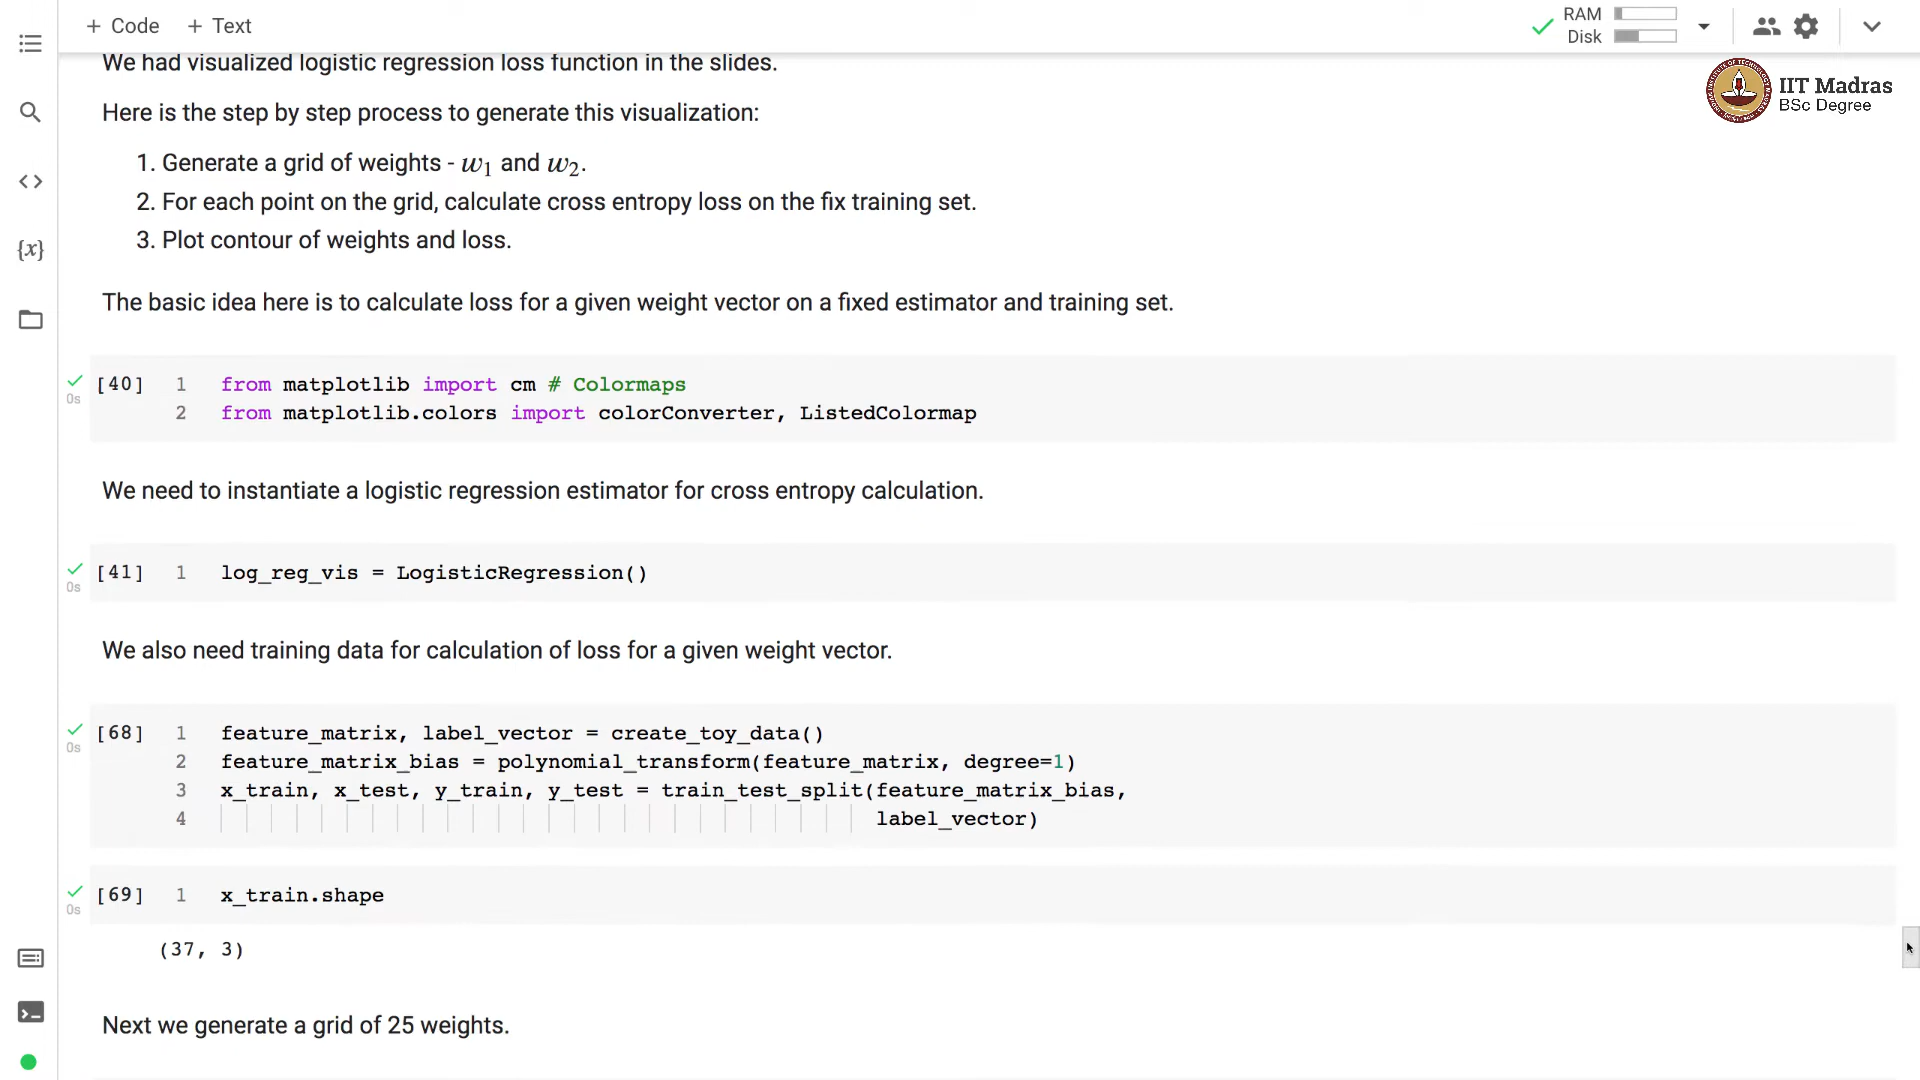 + Code + Text
RAM
Disk
We had visualized logistic regression loss function in the slides.
IIT Madras
BSc Degree
Here is the step by step process to generate this visualization:
1. Generate a grid of weights - w1 and w2.
2. For each point on the grid, calculate cross entropy loss on the fix training set.
3. Plot contour of weights and loss.
{x}
The basic idea here is to calculate loss for a given weight vector on a fixed estimator and training set.
[40] 1 from matplotlib import cm # Colormaps
0s
2 from matplotlib.colors import colorConverter, ListedColormap
We need to instantiate a logistic regression estimator for cross entropy calculation.
[41] 1 log_reg_vis = LogisticRegression()
0s
We also need training data for calculation of loss for a given weight vector.
[68] 1 feature_matrix, label_vector = create_toy_data()
0s
2 feature_matrix_bias = polynomial_transform(feature_matrix, degree=1)
3 x_train, x_test, y_train, y_test = train_test_split(feature_matrix_bias,
4 label_vector)
[69] 1 x_train.shape
0s
(37, 3)
Next we generate a grid of 25 weights.